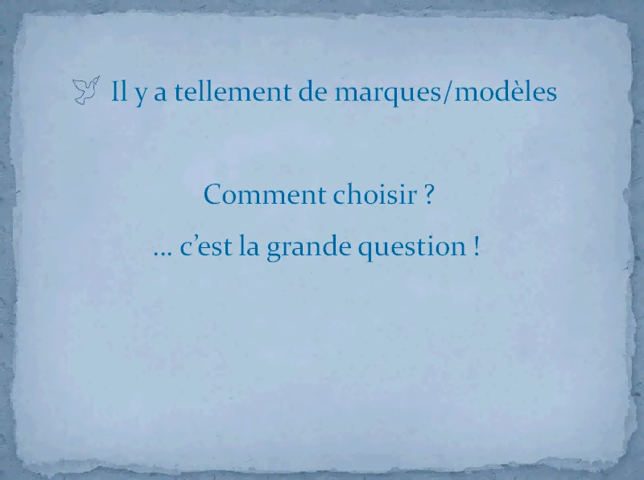 Il y a tellement de marques/modèles
Comment choisir ?
... c’est la grande question !